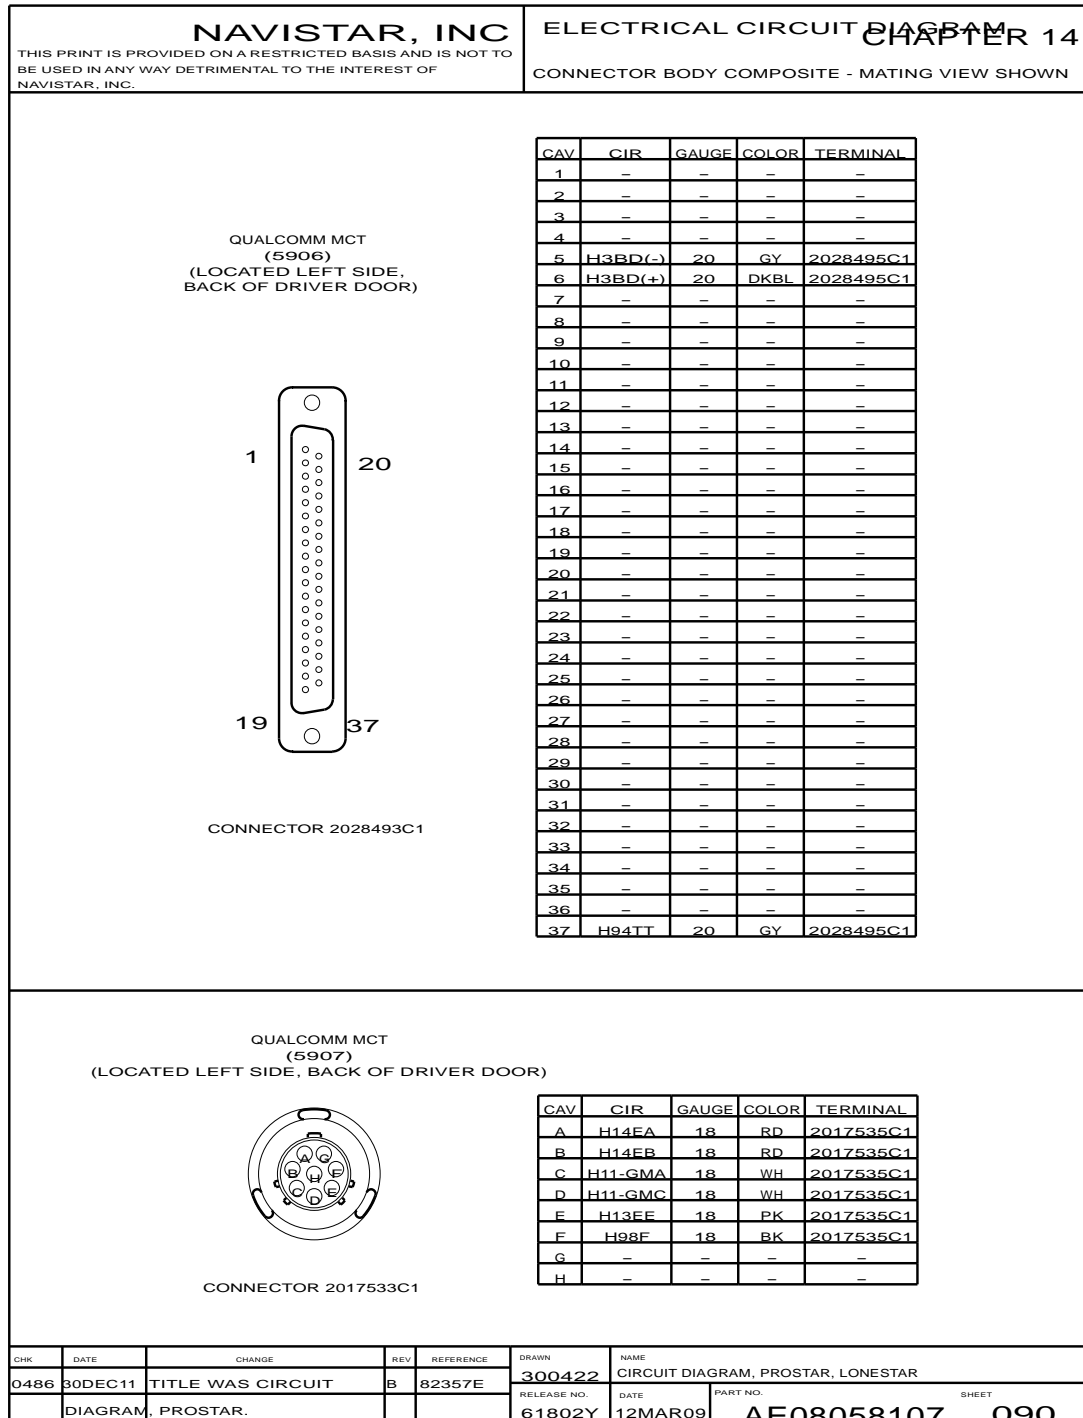 NAVISTAR, INC
THIS PRINT IS PROVIDED ON A RESTRICTED BASIS AND IS NOT TO
BE USED IN ANY WAY DETRIMENTAL TO THE INTEREST OF
NAVISTAR, INC.
ELECTRICAL CIRCUIT DIAGRAM
CHAPTER 14
CONNECTOR BODY COMPOSITE - MATING VIEW SHOWN
QUALCOMM MCT
(5906)
(LOCATED LEFT SIDE,
BACK OF DRIVER DOOR)
1 20
19 37
CONNECTOR 2028493C1
CAV CIR GAUGE COLOR TERMINAL
1 – – – –
2 – – – –
3 – – – –
4 – – – –
5 H3BD(-) 20 GY 2028495C1
6 H3BD(+) 20 DKBL 2028495C1
7 – – – –
8 – – – –
9 – – – –
10 – – – –
11 – – – –
12 – – – –
13 – – – –
14 – – – –
15 – – – –
16 – – – –
17 – – – –
18 – – – –
19 – – – –
20 – – – –
21 – – – –
22 – – – –
23 – – – –
24 – – – –
25 – – – –
26 – – – –
27 – – – –
28 – – – –
29 – – – –
30 – – – –
31 – – – –
32 – – – –
33 – – – –
34 – – – –
35 – – – –
36 – – – –
37 H94TT 20 GY 2028495C1
QUALCOMM MCT
(5907)
(LOCATED LEFT SIDE, BACK OF DRIVER DOOR)
A G
B H F
C D E
CONNECTOR 2017533C1
CAV CIR GAUGE COLOR TERMINAL
A H14EA 18 RD 2017535C1
B H14EB 18 RD 2017535C1
C H11-GMA 18 WH 2017535C1
D H11-GMC 18 WH 2017535C1
E H13EE 18 PK 2017535C1
F H98F 18 BK 2017535C1
G – – – –
H – – – –
CHK DATE CHANGE REV REFERENCE
0486 30DEC11 TITLE WAS CIRCUIT B 82357E
DIAGRAM, PROSTAR.
DRAWN
300422
NAME
CIRCUIT DIAGRAM, PROSTAR, LONESTAR
RELEASE NO.
61802Y
DATE
12MAR09
PART NO.
AE08058107
SHEET
090